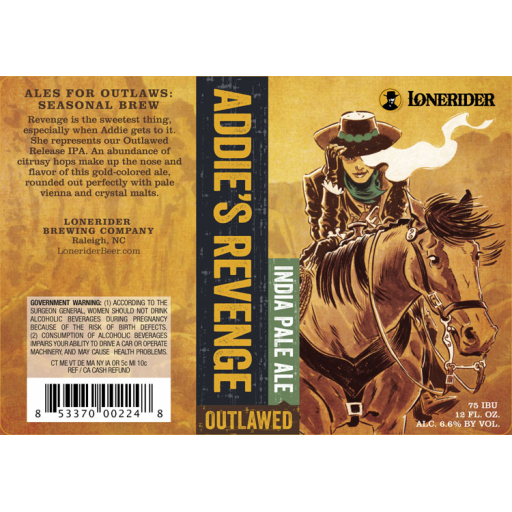 ALES FOR OUTLAWS:
SEASONAL BREW
Revenge is the sweetest thing,
especially when Addie gets to it.
She represents our Outlawed
Release IPA. An abundance of
citrusy hops make up the nose and
flavor of this gold-colored ale,
rounded out perfectly with pale
vienna and crystal malts.
LONERIDER
BREWING COMPANY
Raleigh, NC
LoneriderBeer.com
GOVERNMENT WARNING: (1) ACCORDING TO THE
SURGEON GENERAL, WOMEN SHOULD NOT DRINK
ALCOHOLIC BEVERAGES DURING PREGNANCY
BECAUSE OF THE RISK OF BIRTH DEFECTS.
(2) CONSUMPTION OF ALCOHOLIC BEVERAGES
IMPAIRS YOUR ABILITY TO DRIVE A CAR OR OPERATE
MACHINERY, AND MAY CAUSE HEALTH PROBLEMS.
CT ME VT DE MA NY IA OR 5c MI 10c
REF / CA CASH REFUND
8 53370 00224 8
ADDIE'S REVENGE
INDIA PALE ALE
OUTLAWED
LONERIDER
75 IBU
12 FL. OZ.
ALC. 6.6% BY VOL.